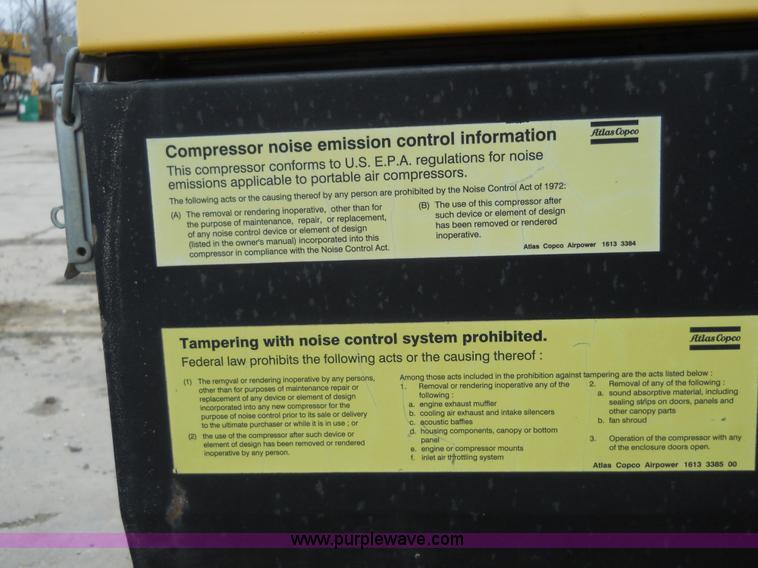 Compressor noise emission control information
Atlas Copco
This compressor conforms to U.S. E.P.A. regulations for noise
emissions applicable to portable air compressors.
The following acts or the causing thereof by any person are prohibited by the Noise Control Act of 1972:
(A) The removal or rendering inoperative, other than for
the purpose of maintenance, repair, or replacement,
of any noise control device or element of design
(listed in the owner's manual) incorporated into this
compressor in compliance with the Noise Control Act.
(B) The use of this compressor after
such device or element of design
has been removed or rendered
inoperative.
Atlas Copco Airpower 1613 3384
Tampering with noise control system prohibited.
Atlas Copco
Federal law prohibits the following acts or the causing thereof :
(1) The removal or rendering inoperative by any persons,
other than for purposes of maintenance repair or
replacement of any device or element of design
incorporated into any new compressor for the
purpose of noise control prior to its sale or delivery
to the ultimate purchaser or while it is in use ; or
(2) the use of the compressor after such device or
element of design has been removed or rendered
inoperative by any person.
Among those acts included in the prohibition against tampering are the acts listed below :
1. Removal or rendering inoperative any of the
following :
a. engine exhaust muffler
b. cooling air exhaust and intake silencers
c. acoustic baffles
d. housing components, canopy or bottom
panel
e. engine or compressor mounts
f. inlet air throttling system
2. Removal of any of the following :
a. sound absorptive material, including
sealing strips on doors, panels and
other canopy parts
b. fan shroud
3. Operation of the compressor with any
of the enclosure doors open.
Atlas Copco Airpower 1613 3385 00
www.purplewave.com